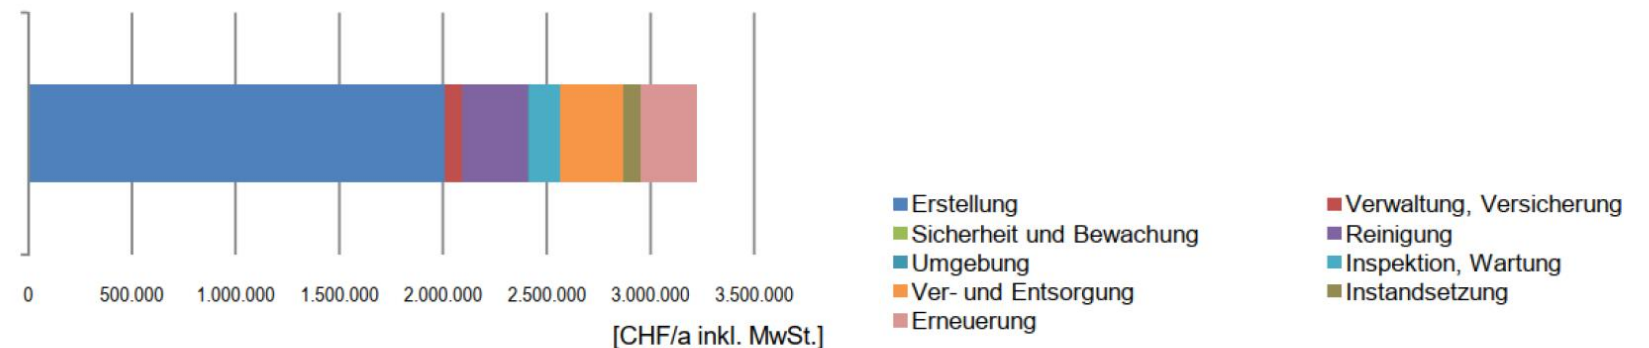 0 500.000 1.000.000 1.500.000 2.000.000 2.500.000 3.000.000 3.500.000
[CHF/a inkl. MwSt.]
Erstellung Verwaltung, Versicherung
Sicherheit und Bewachung Reinigung
Umgebung Inspektion, Wartung
Ver- und Entsorgung Instandsetzung
Erneuerung